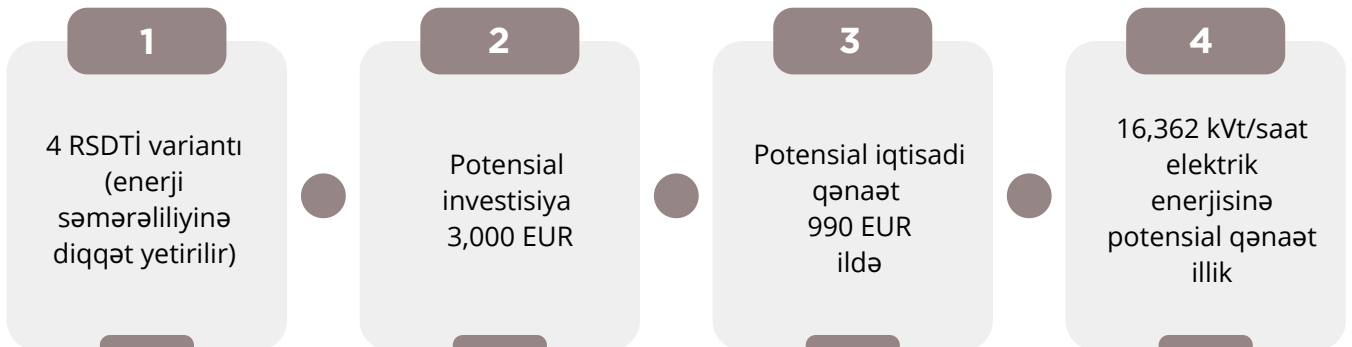 1
4 RSDTİ variantı
(enerji
səmərəliliyinə
diqqət yetirilir)
2
Potensial
investisiya
3,000 EUR
3
Potensial iqtisadi
qənaət
990 EUR
ildə
4
16,362 kVt/saat
elektrik
enerjisinə
potensial qənaət
illik